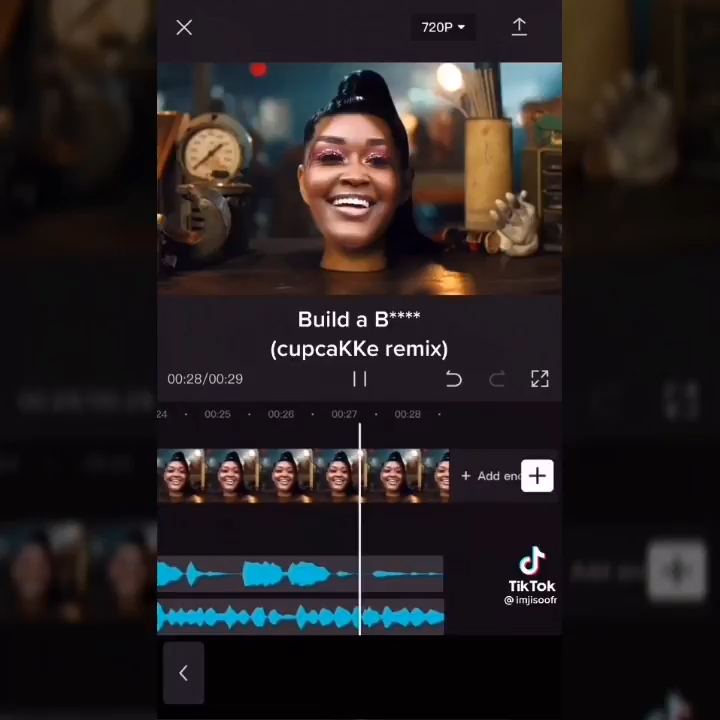 720P
Build a B****
(cupcaKKe remix)
00:28/00:29
24 00:25 00:26 00:27 00:28
+ Add en
TikTok
@imjisoofr